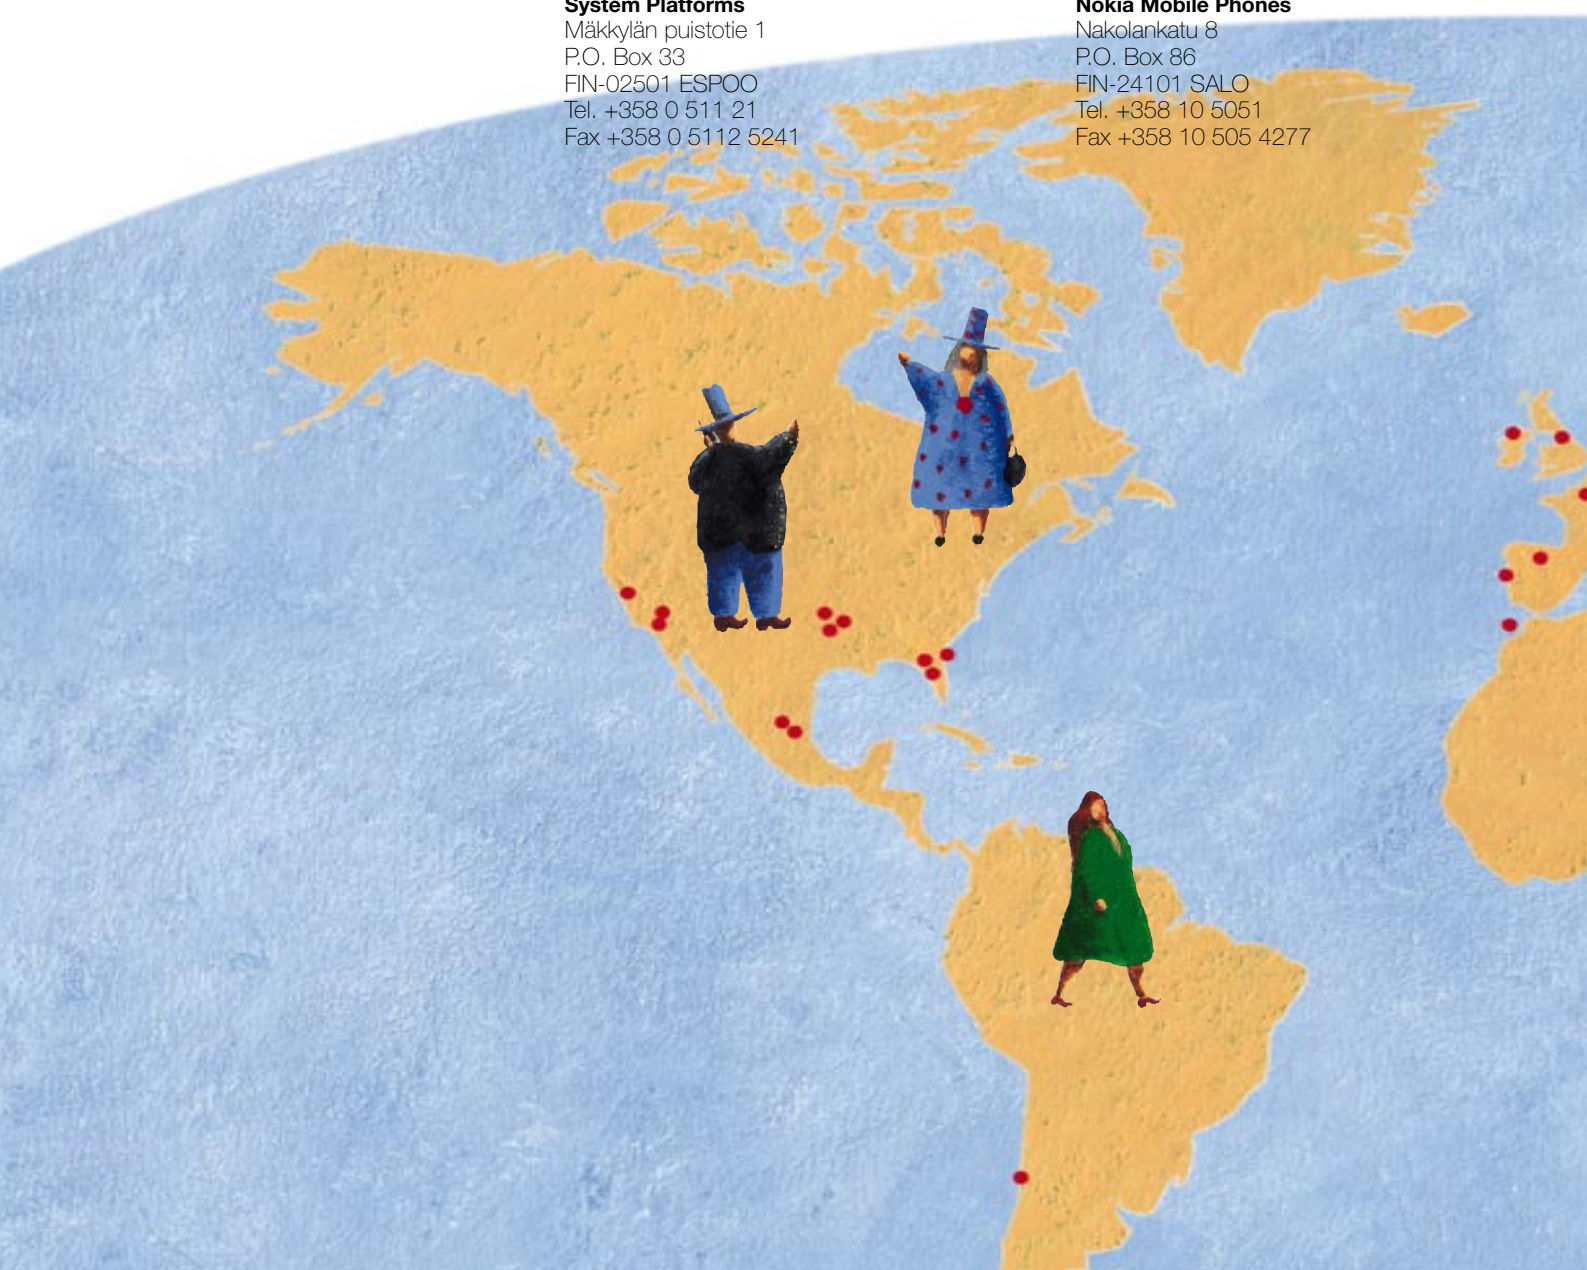 System Platforms
Mäkkylän puistotie 1
P.O. Box 33
FIN-02501 ESPOO
Tel. +358 0 511 21
Fax +358 0 5112 5241
Nokia Mobile Phones
Nakolankatu 8
P.O. Box 86
FIN-24101 SALO
Tel. +358 10 5051
Fax +358 10 505 4277